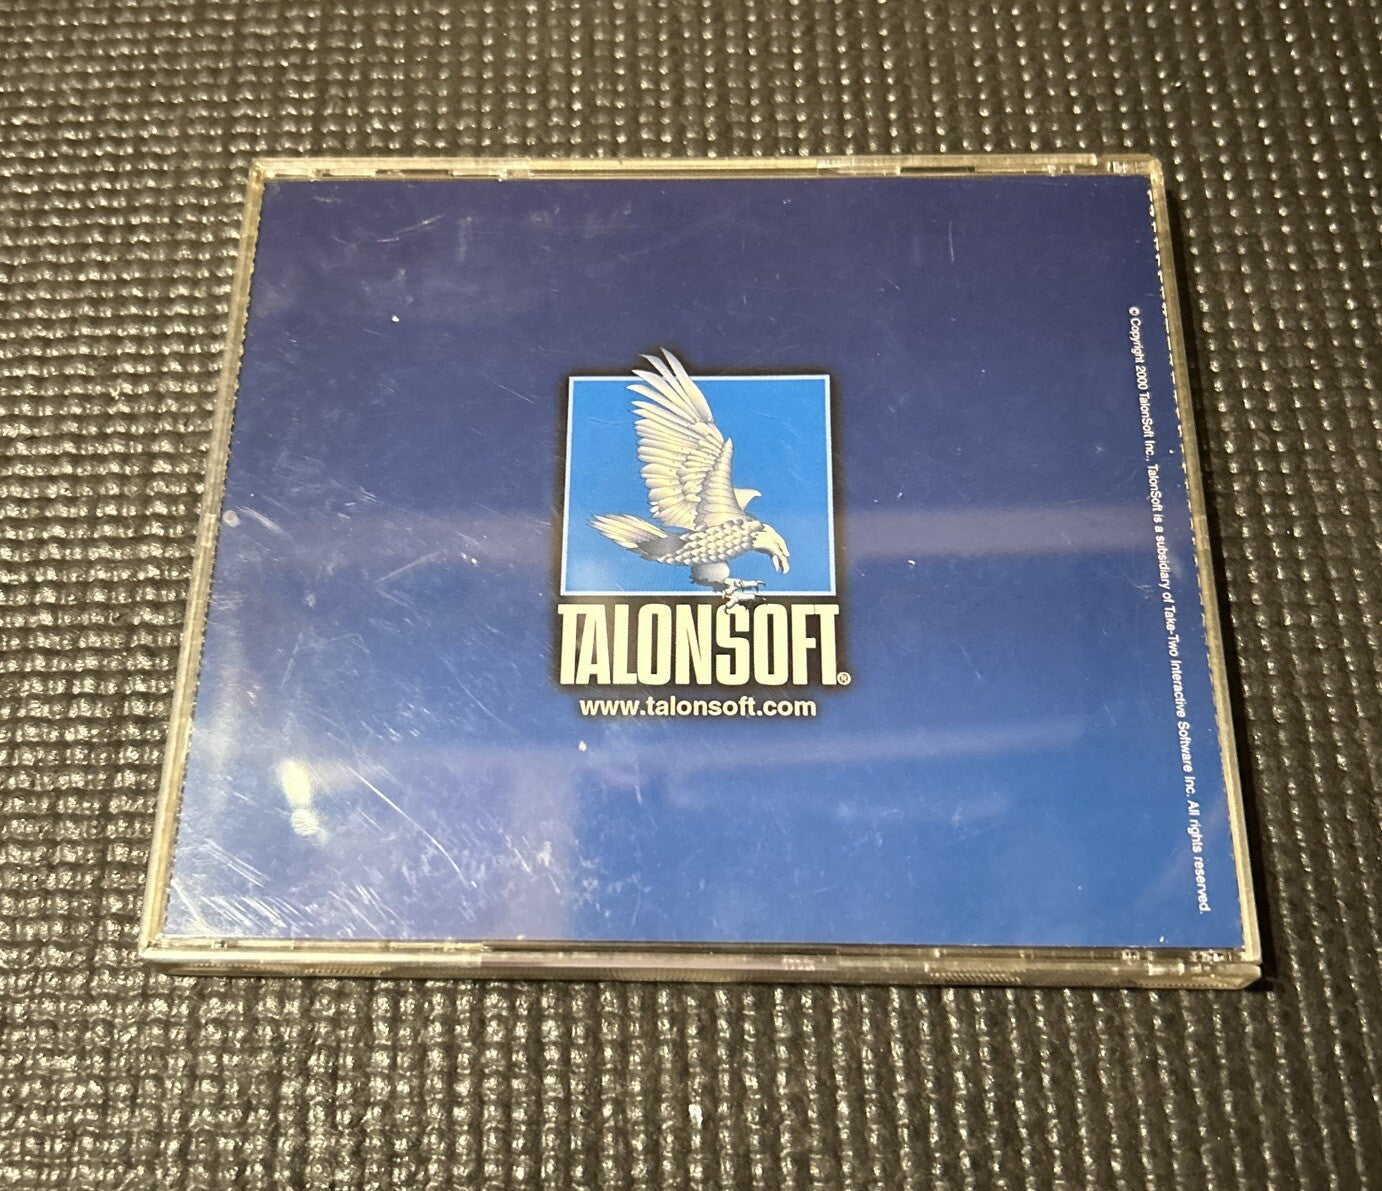 TALONSOFT®
www.talonsoft.com
© Copyright 2000 TalonSoft Inc., TalonSoft is a subsidiary of Take-Two Interactive Software Inc. All rights reserved.